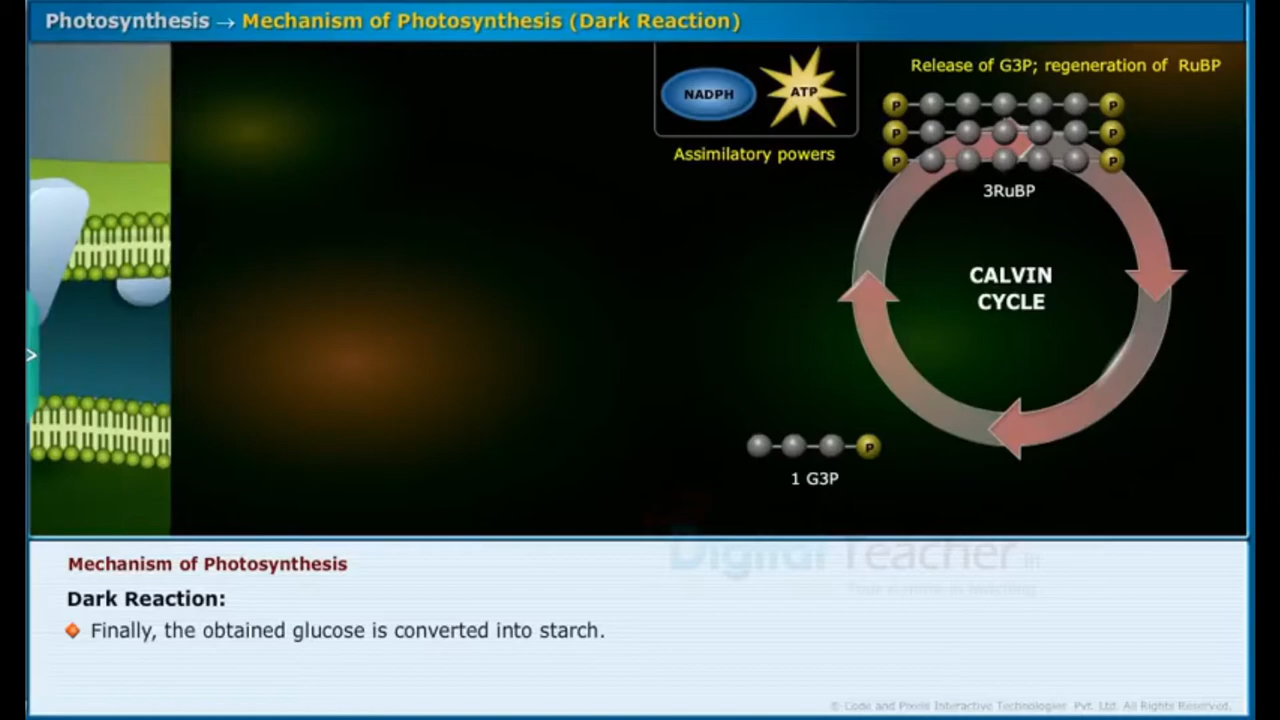 Photosynthesis → Mechanism of Photosynthesis (Dark Reaction)
Release of G3P; regeneration of RuBP
NADPH
ATP
Assimilatory powers
P P
P P
P P
3RuBP
CALVIN
CYCLE
>
P
1 G3P
Digital Teacher.in
Mechanism of Photosynthesis
Dark Reaction:
Finally, the obtained glucose is converted into starch.
© Code and Pixels Interactive Technologies Pvt. Ltd. All Rights Reserved.